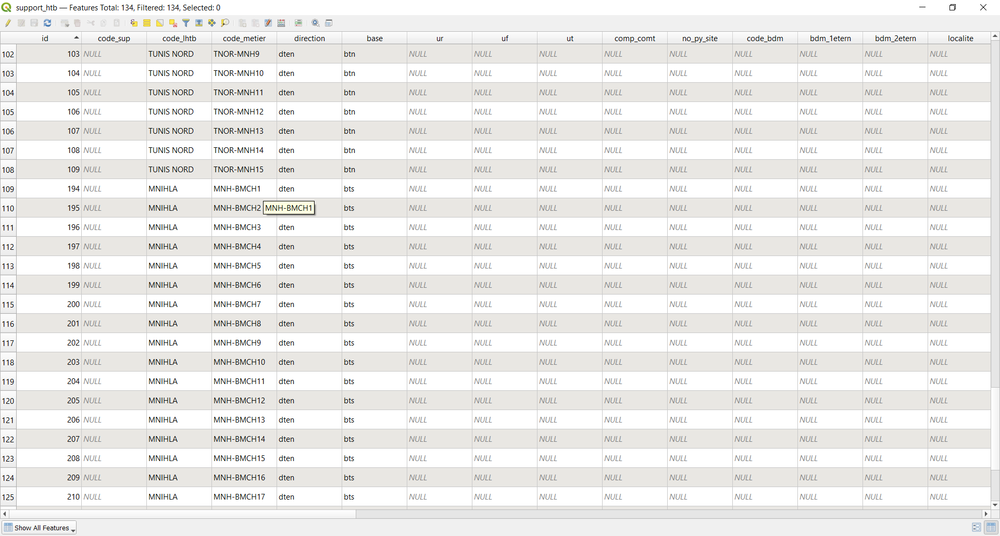 support_htb — Features Total: 134, Filtered: 134, Selected: 0
id code_sup code_lhtb code_metier direction base ur uf ut comp_comt no_py_site code_bdm bdm_1etern bdm_2etern localite
102 103 NULL TUNIS NORD TNOR-MNH9 dten btn NULL NULL NULL NULL NULL NULL NULL NULL NULL
103 104 NULL TUNIS NORD TNOR-MNH10 dten btn NULL NULL NULL NULL NULL NULL NULL NULL NULL
104 105 NULL TUNIS NORD TNOR-MNH11 dten btn NULL NULL NULL NULL NULL NULL NULL NULL NULL
105 106 NULL TUNIS NORD TNOR-MNH12 dten btn NULL NULL NULL NULL NULL NULL NULL NULL NULL
106 107 NULL TUNIS NORD TNOR-MNH13 dten btn NULL NULL NULL NULL NULL NULL NULL NULL NULL
107 108 NULL TUNIS NORD TNOR-MNH14 dten btn NULL NULL NULL NULL NULL NULL NULL NULL NULL
108 109 NULL TUNIS NORD TNOR-MNH15 dten btn NULL NULL NULL NULL NULL NULL NULL NULL NULL
109 194 NULL MNIHLA MNH-BMCH1 dten bts NULL NULL NULL NULL NULL NULL NULL NULL NULL
110 195 NULL MNIHLA MNH-BMCH2 MNH-BMCH1 bts NULL NULL NULL NULL NULL NULL NULL NULL NULL
111 196 NULL MNIHLA MNH-BMCH3 dten bts NULL NULL NULL NULL NULL NULL NULL NULL NULL
112 197 NULL MNIHLA MNH-BMCH4 dten bts NULL NULL NULL NULL NULL NULL NULL NULL NULL
113 198 NULL MNIHLA MNH-BMCH5 dten bts NULL NULL NULL NULL NULL NULL NULL NULL NULL
114 199 NULL MNIHLA MNH-BMCH6 dten bts NULL NULL NULL NULL NULL NULL NULL NULL NULL
115 200 NULL MNIHLA MNH-BMCH7 dten bts NULL NULL NULL NULL NULL NULL NULL NULL NULL
116 201 NULL MNIHLA MNH-BMCH8 dten bts NULL NULL NULL NULL NULL NULL NULL NULL NULL
117 202 NULL MNIHLA MNH-BMCH9 dten bts NULL NULL NULL NULL NULL NULL NULL NULL NULL
118 203 NULL MNIHLA MNH-BMCH10 dten bts NULL NULL NULL NULL NULL NULL NULL NULL NULL
119 204 NULL MNIHLA MNH-BMCH11 dten bts NULL NULL NULL NULL NULL NULL NULL NULL NULL
120 205 NULL MNIHLA MNH-BMCH12 dten bts NULL NULL NULL NULL NULL NULL NULL NULL NULL
121 206 NULL MNIHLA MNH-BMCH13 dten bts NULL NULL NULL NULL NULL NULL NULL NULL NULL
122 207 NULL MNIHLA MNH-BMCH14 dten bts NULL NULL NULL NULL NULL NULL NULL NULL NULL
123 208 NULL MNIHLA MNH-BMCH15 dten bts NULL NULL NULL NULL NULL NULL NULL NULL NULL
124 209 NULL MNIHLA MNH-BMCH16 dten bts NULL NULL NULL NULL NULL NULL NULL NULL NULL
125 210 NULL MNIHLA MNH-BMCH17 dten bts NULL NULL NULL NULL NULL NULL NULL NULL NULL
Show All Features